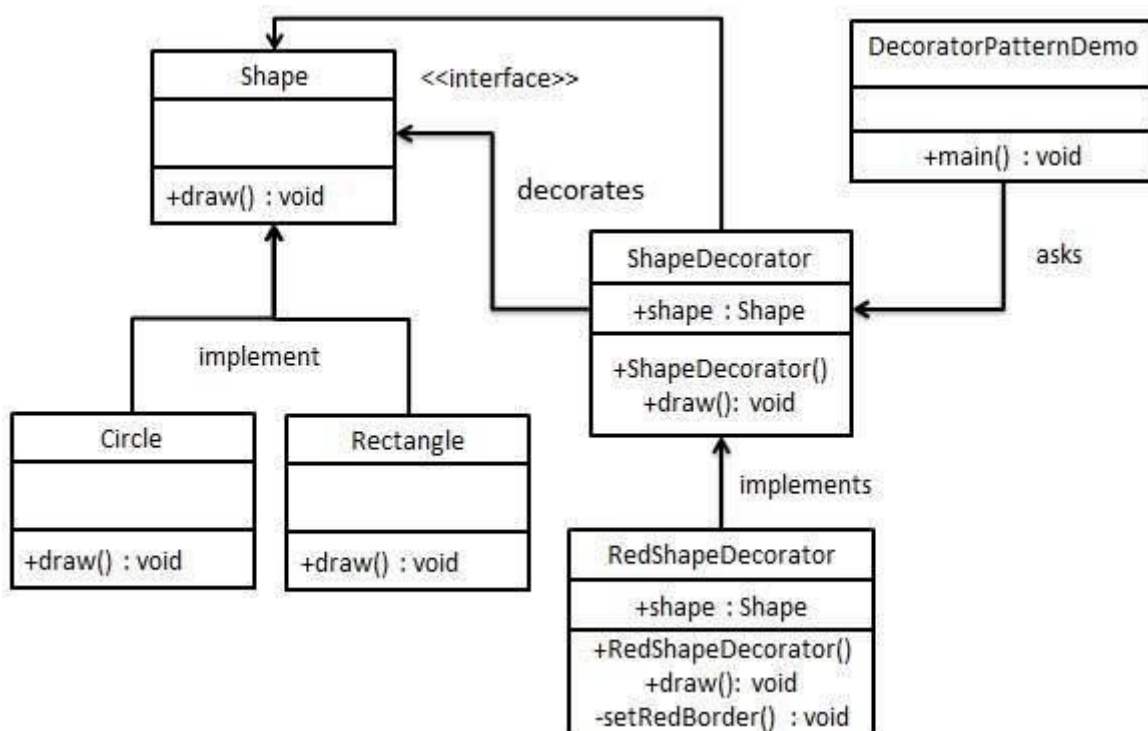 Shape
<<interface>>
+draw() : void
DecoratorPatternDemo
+main() : void
decorates
asks
ShapeDecorator
+shape : Shape
+ShapeDecorator()
+draw(): void
implement
Circle
+draw() : void
Rectangle
+draw() : void
implements
RedShapeDecorator
+shape : Shape
+RedShapeDecorator()
+draw(): void
-setRedBorder() : void